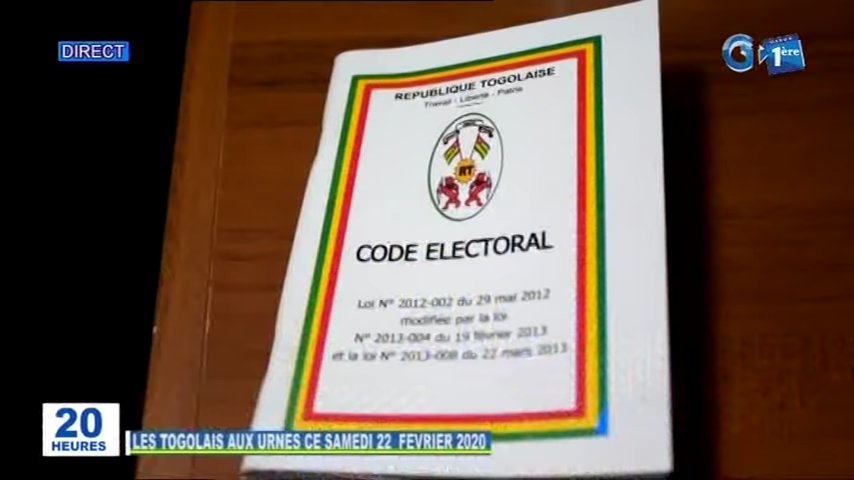 DIRECT
G 1ère
REPUBLIQUE TOGOLAISE
Travail - Liberté - Patrie
RT
CODE ELECTORAL
Loi N° 2012-002 du 29 mai 2012
modifiée par la loi
N° 2013-004 du 19 février 2013
et la loi N° 2013-008 du 22 mars 2013
20
HEURES
LES TOGOLAIS AUX URNES CE SAMEDI 22 FEVRIER 2020